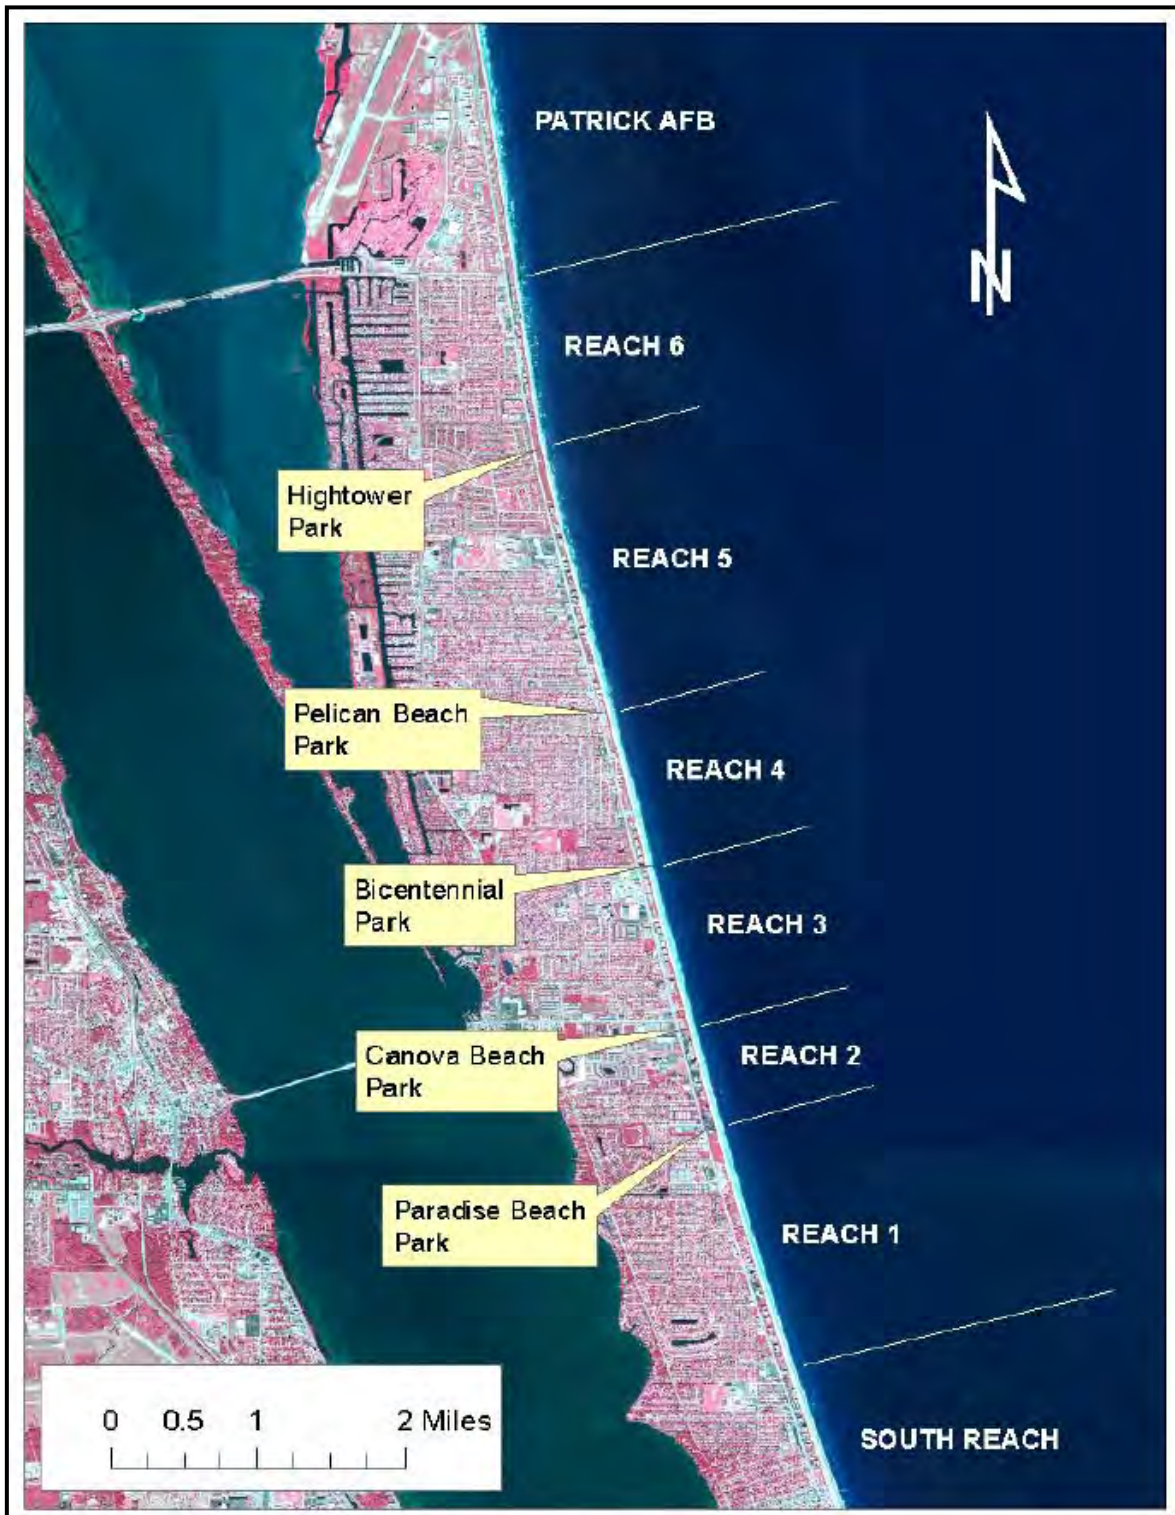 PATRICK AFB
N
REACH 6
Hightower
Park
REACH 5
Pelican Beach
Park
REACH 4
Bicentennial
Park
REACH 3
Canova Beach
Park
REACH 2
Paradise Beach
Park
REACH 1
0 0.5 1 2 Miles
SOUTH REACH